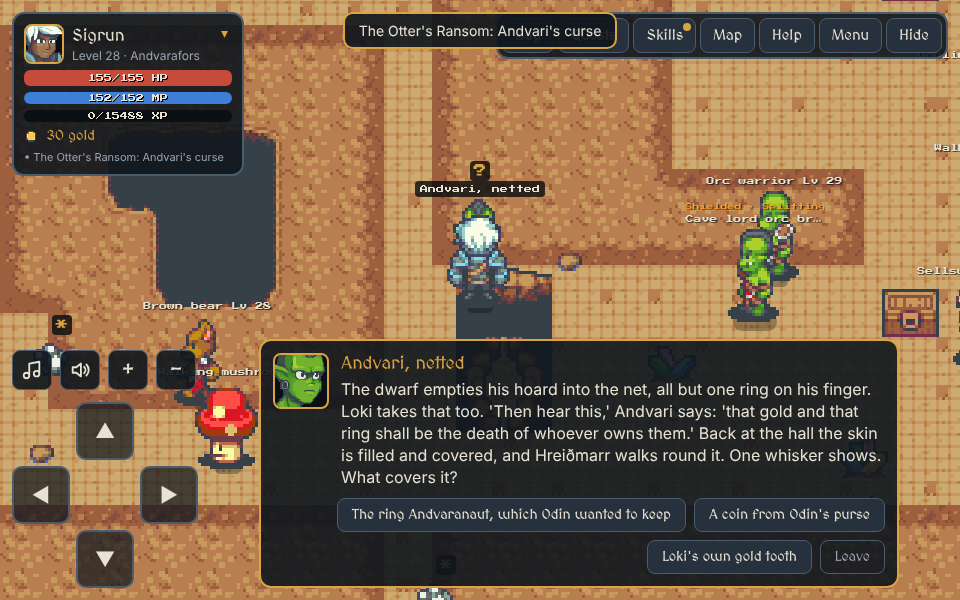 Sigrun
Level 28 · Andvarafors
155/155 HP
152/152 MP
0/15488 XP
30 gold
• The Otter's Ransom: Andvari's curse
The Otter's Ransom: Andvari's curse
Skills
Map
Help
Menu
Hide
Andvari, netted
Orc warrior Lv 29
Shielded · Splitting
Cave lord orc br…
Brown bear Lv 28
Andvari, netted
The dwarf empties his hoard into the net, all but one ring on his finger.
Loki takes that too. 'Then hear this,' Andvari says: 'that gold and that
ring shall be the death of whoever owns them.' Back at the hall the skin
is filled and covered, and Hreiðmarr walks round it. One whisker shows.
What covers it?
The ring Andvaranaut, which Odin wanted to keep
A coin from Odin's purse
Loki's own gold tooth
Leave